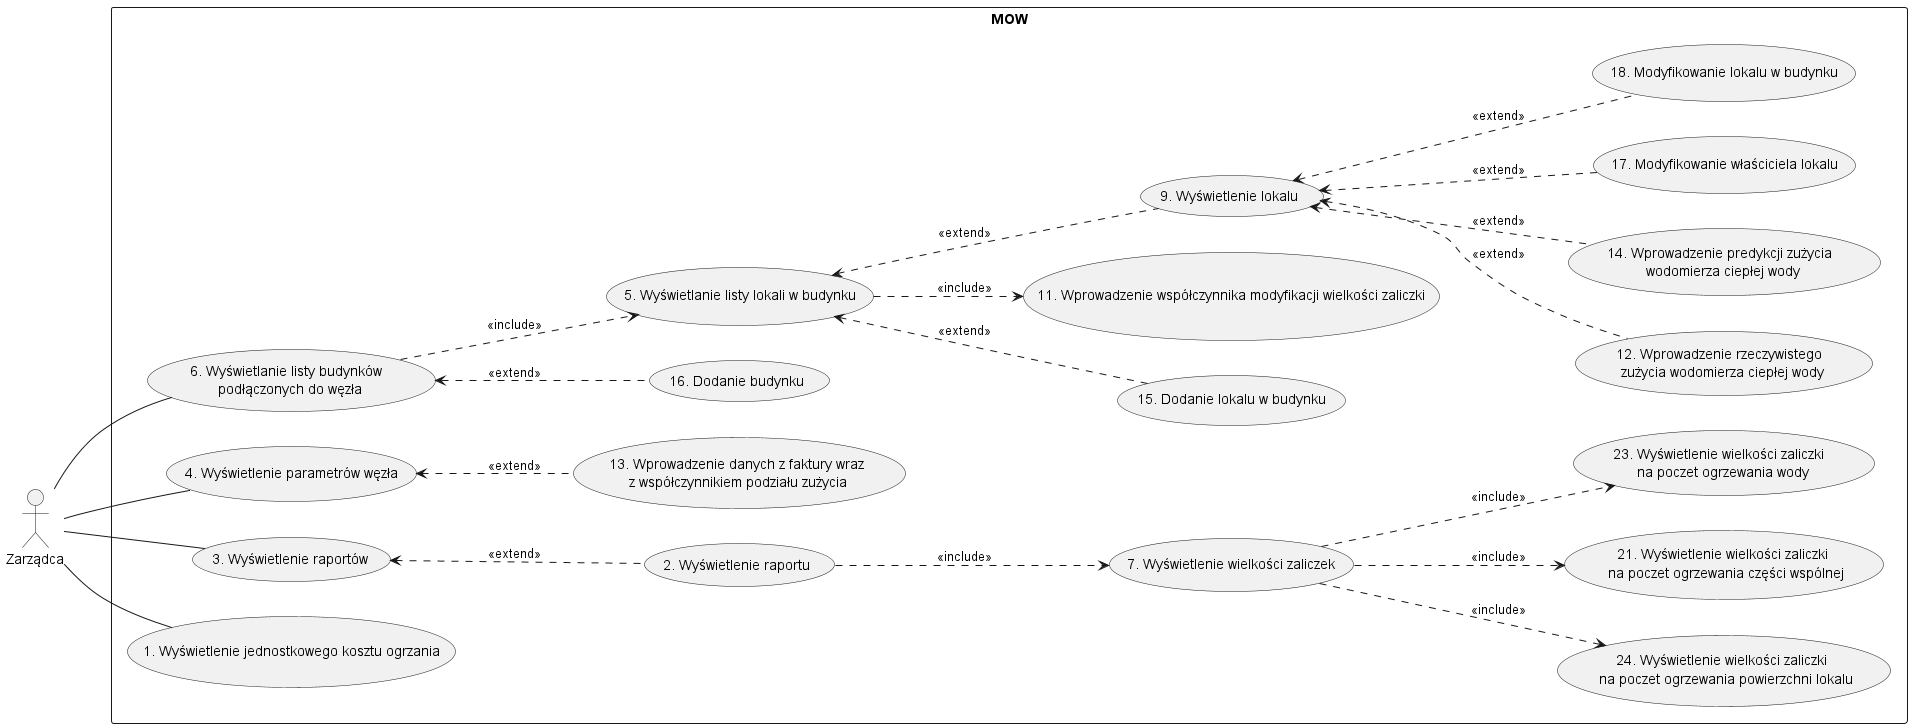 MOW
18. Modyfikowanie lokalu w budynku
«extend»
17. Modyfikowanie właściciela lokalu
«extend»
9. Wyświetlenie lokalu
«extend»
14. Wprowadzenie predykcji zużycia
wodomierza ciepłej wody
«extend»
«extend»
5. Wyświetlanie listy lokali w budynku
«include»
11. Wprowadzenie współczynnika modyfikacji wielkości zaliczki
«include»
«extend»
12. Wprowadzenie rzeczywistego
zużycia wodomierza ciepłej wody
6. Wyświetlanie listy budynków
podłączonych do węzła
«extend»
16. Dodanie budynku
15. Dodanie lokalu w budynku
4. Wyświetlenie parametrów węzła
«extend»
13. Wprowadzenie danych z faktury wraz
z współczynnikiem podziału zużycia
23. Wyświetlenie wielkości zaliczki
na poczet ogrzewania wody
«include»
Zarządca
3. Wyświetlenie raportów
«extend»
2. Wyświetlenie raportu
«include»
7. Wyświetlenie wielkości zaliczek
«include»
21. Wyświetlenie wielkości zaliczki
na poczet ogrzewania części wspólnej
«include»
1. Wyświetlenie jednostkowego kosztu ogrzania
24. Wyświetlenie wielkości zaliczki
na poczet ogrzewania powierzchni lokalu